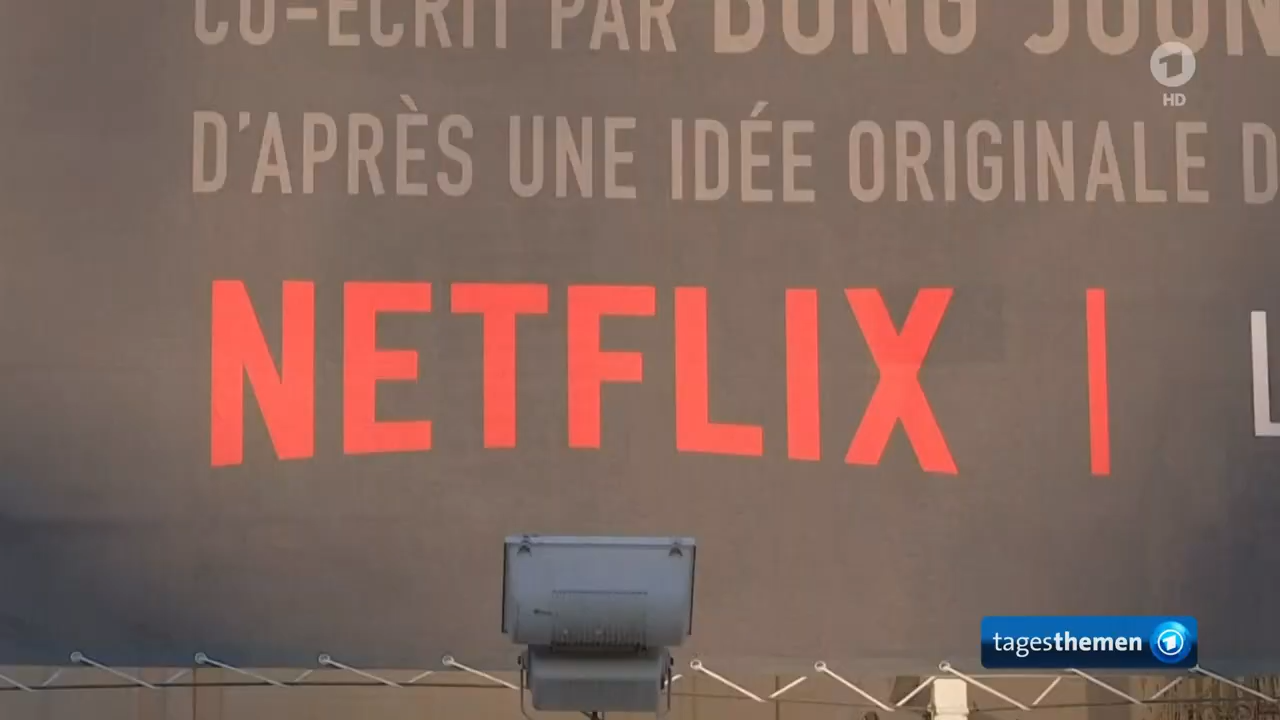 CO-ÉCRIT PAR BONG JOON
HD
D'APRÈS UNE IDÉE ORIGINALE D
NETFLIX | L
tagesthemen